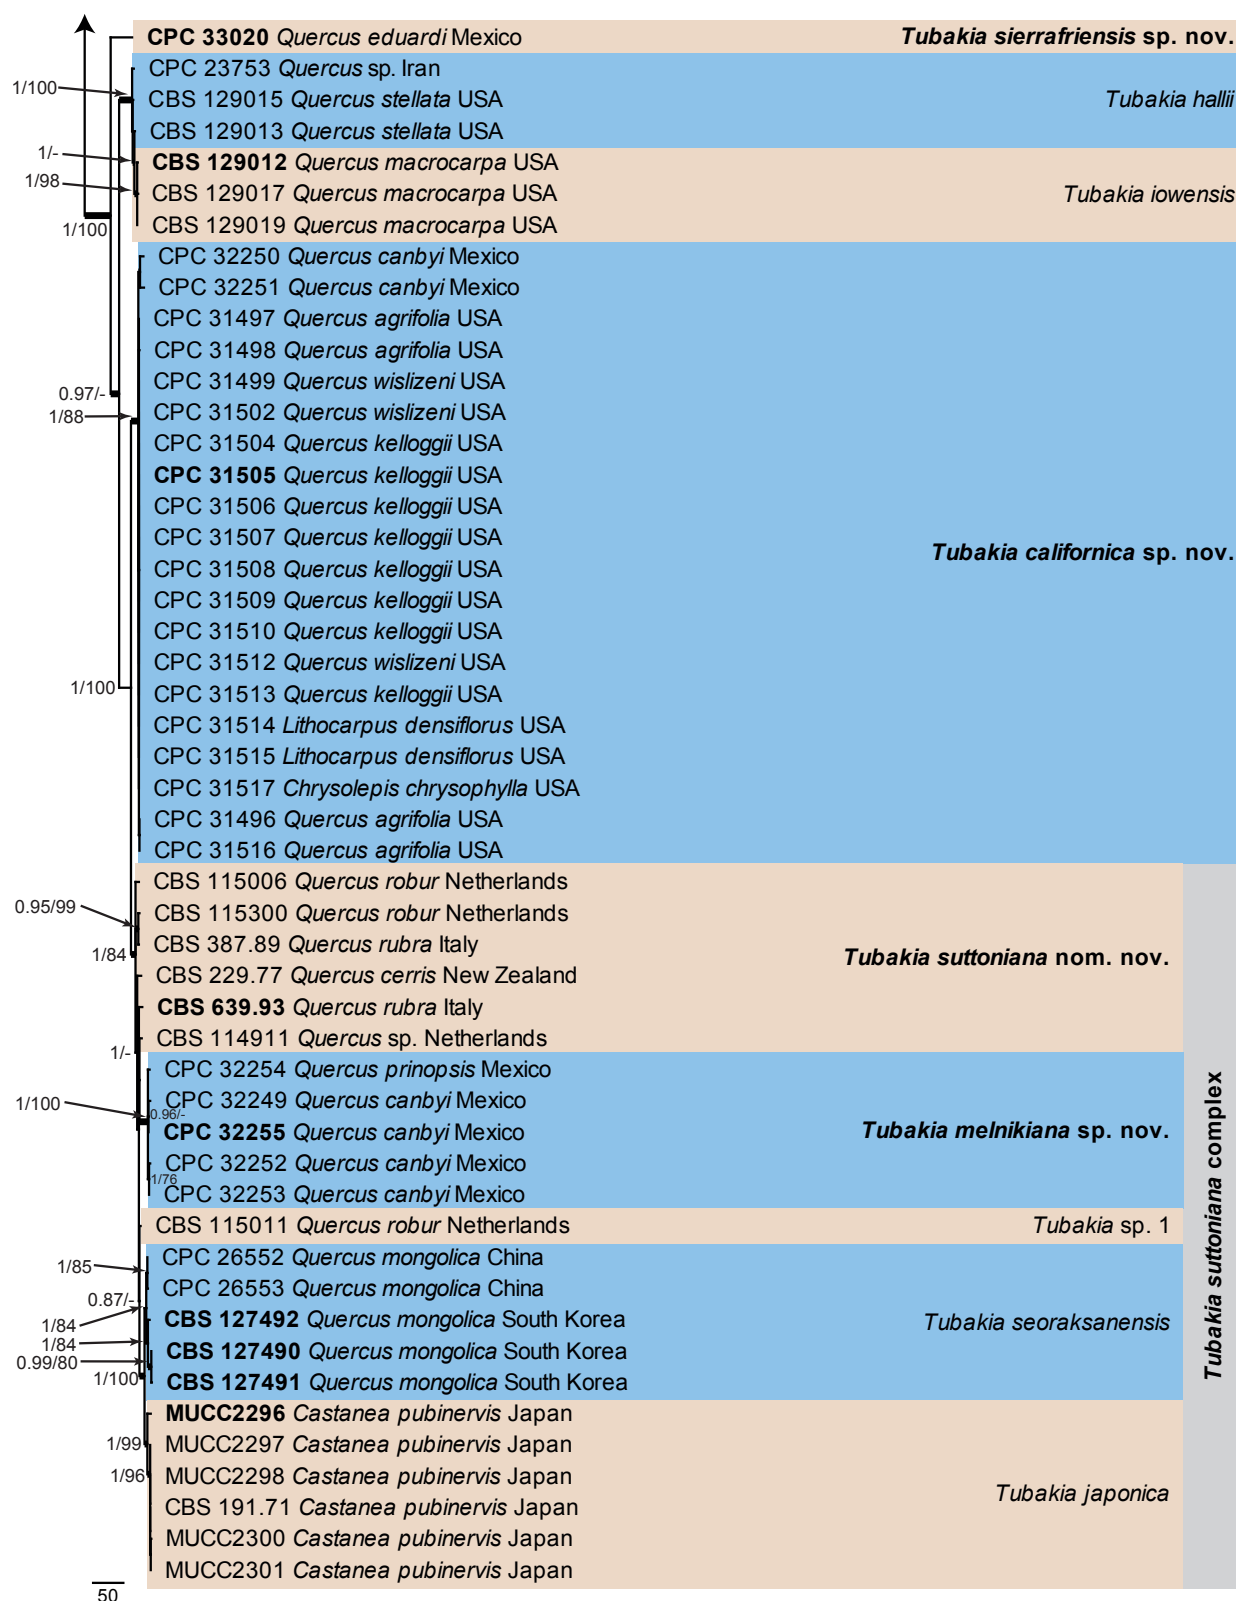 CPC 33020 Quercus eduardi Mexico
Tubakia sierrafriensis sp. nov.
CPC 23753 Quercus sp. Iran
1/100
CBS 129015 Quercus stellata USA
Tubakia hallii
CBS 129013 Quercus stellata USA
1/-
CBS 129012 Quercus macrocarpa USA
1/98
CBS 129017 Quercus macrocarpa USA
Tubakia iowensis
CBS 129019 Quercus macrocarpa USA
1/100
CPC 32250 Quercus canbyi Mexico
CPC 32251 Quercus canbyi Mexico
CPC 31497 Quercus agrifolia USA
CPC 31498 Quercus agrifolia USA
CPC 31499 Quercus wislizeni USA
0.97/-
CPC 31502 Quercus wislizeni USA
1/88
CPC 31504 Quercus kelloggii USA
CPC 31505 Quercus kelloggii USA
CPC 31506 Quercus kelloggii USA
CPC 31507 Quercus kelloggii USA
Tubakia californica sp. nov.
CPC 31508 Quercus kelloggii USA
CPC 31509 Quercus kelloggii USA
CPC 31510 Quercus kelloggii USA
CPC 31512 Quercus wislizeni USA
1/100
CPC 31513 Quercus kelloggii USA
CPC 31514 Lithocarpus densiflorus USA
CPC 31515 Lithocarpus densiflorus USA
CPC 31517 Chrysolepis chrysophylla USA
CPC 31496 Quercus agrifolia USA
CPC 31516 Quercus agrifolia USA
CBS 115006 Quercus robur Netherlands
0.95/99
CBS 115300 Quercus robur Netherlands
CBS 387.89 Quercus rubra Italy
1/84
Tubakia suttoniana nom. nov.
CBS 229.77 Quercus cerris New Zealand
CBS 639.93 Quercus rubra Italy
CBS 114911 Quercus sp. Netherlands
1/-
CPC 32254 Quercus prinopsis Mexico
1/100
CPC 32249 Quercus canbyi Mexico
0.96/-
CPC 32255 Quercus canbyi Mexico
Tubakia melnikiana sp. nov.
CPC 32252 Quercus canbyi Mexico
1/76
CPC 32253 Quercus canbyi Mexico
Tubakia suttoniana complex
CBS 115011 Quercus robur Netherlands
Tubakia sp. 1
CPC 26552 Quercus mongolica China
1/85
CPC 26553 Quercus mongolica China
0.87/-
CBS 127492 Quercus mongolica South Korea
Tubakia seoraksanensis
1/84
1/84
CBS 127490 Quercus mongolica South Korea
0.99/80
CBS 127491 Quercus mongolica South Korea
1/100
MUCC2296 Castanea pubinervis Japan
1/99
MUCC2297 Castanea pubinervis Japan
1/96
MUCC2298 Castanea pubinervis Japan
Tubakia japonica
CBS 191.71 Castanea pubinervis Japan
MUCC2300 Castanea pubinervis Japan
MUCC2301 Castanea pubinervis Japan
50